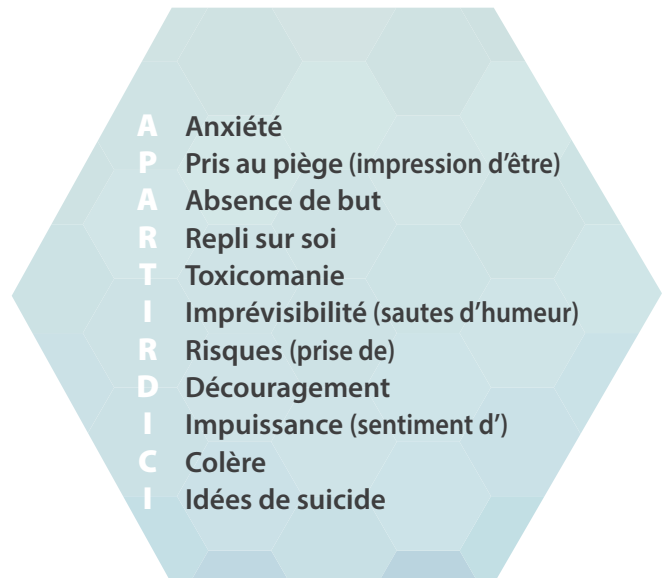 A Anxiété
P Pris au piège (impression d’être)
A Absence de but
R Repli sur soi
T Toxicomanie
I Imprévisibilité (sautes d’humeur)
R Risques (prise de)
D Découragement
I Impuissance (sentiment d’)
C Colère
I Idées de suicide